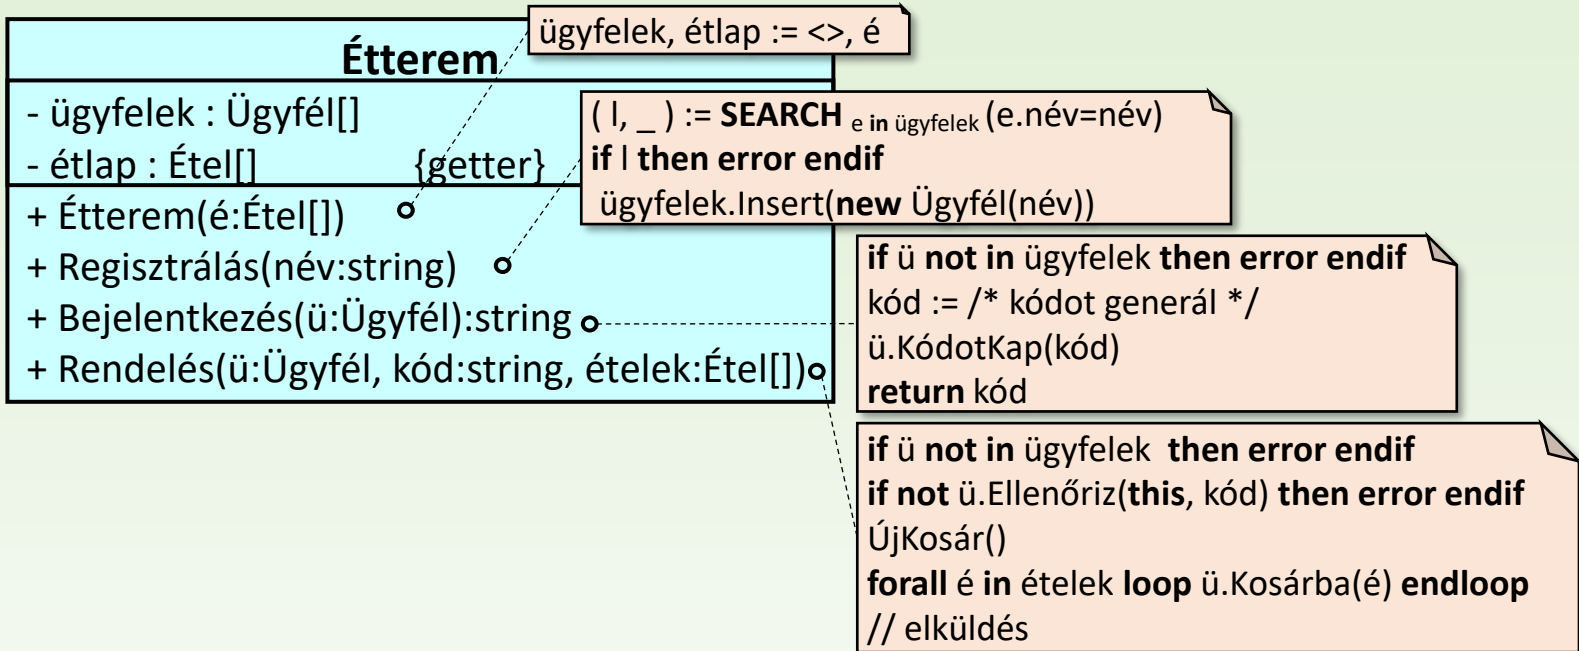 Étterem
- ügyfelek : Ügyfél[]
- étlap : Étel[] {getter}
+ Étterem(é:Étel[])
+ Regisztrálás(név:string)
+ Bejelentkezés(ü:Ügyfél):string
+ Rendelés(ü:Ügyfél, kód:string, ételek:Étel[])
ügyfelek, étlap := <>, é
( l, _ ) := SEARCH e in ügyfelek (e.név=név)
if l then error endif
ügyfelek.Insert(new Ügyfél(név))
if ü not in ügyfelek then error endif
kód := /* kódot generál */
ü.KódotKap(kód)
return kód
if ü not in ügyfelek then error endif
if not ü.Ellenőriz(this, kód) then error endif
ÚjKosár()
forall é in ételek loop ü.Kosárba(é) endloop
// elküldés